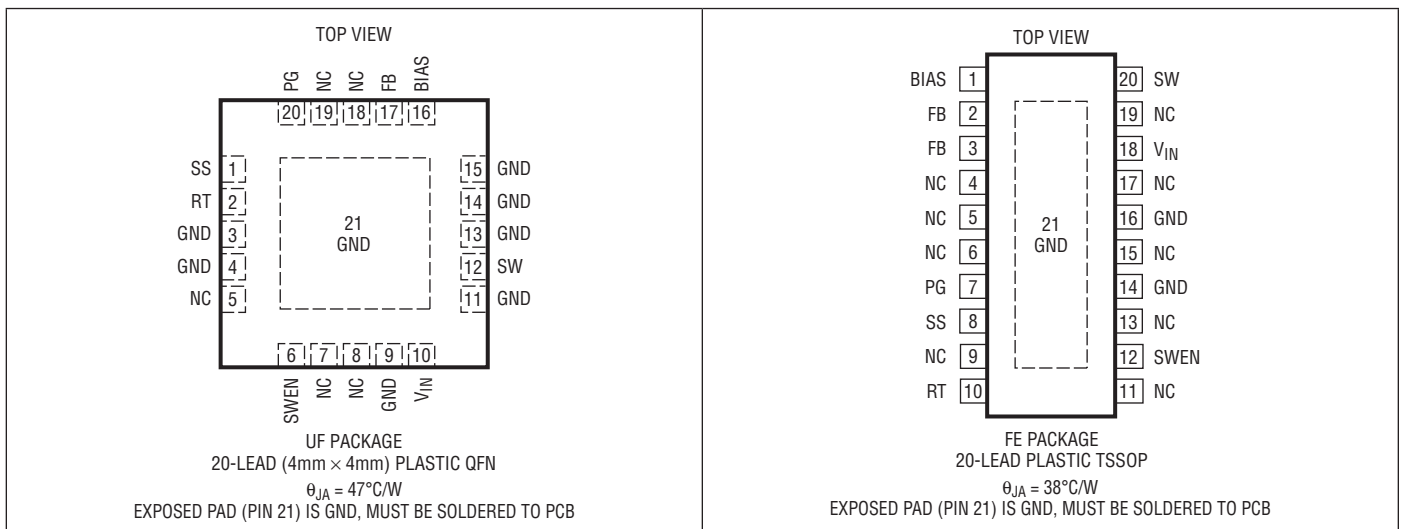 TOP VIEW
PG NC NC FB BIAS
20 19 18 17 16
SS 1
RT 2
GND 3
GND 4
NC 5
21
GND
15 GND
14 GND
13 GND
12 SW
11 GND
6 7 8 9 10
SWEN NC NC GND VIN
UF PACKAGE
20-LEAD (4mm × 4mm) PLASTIC QFN
θJA = 47°C/W
EXPOSED PAD (PIN 21) IS GND, MUST BE SOLDERED TO PCB
TOP VIEW
BIAS 1
FB 2
FB 3
NC 4
NC 5
NC 6
PG 7
SS 8
NC 9
RT 10
21
GND
20 SW
19 NC
18 VIN
17 NC
16 GND
15 NC
14 GND
13 NC
12 SWEN
11 NC
FE PACKAGE
20-LEAD PLASTIC TSSOP
θJA = 38°C/W
EXPOSED PAD (PIN 21) IS GND, MUST BE SOLDERED TO PCB